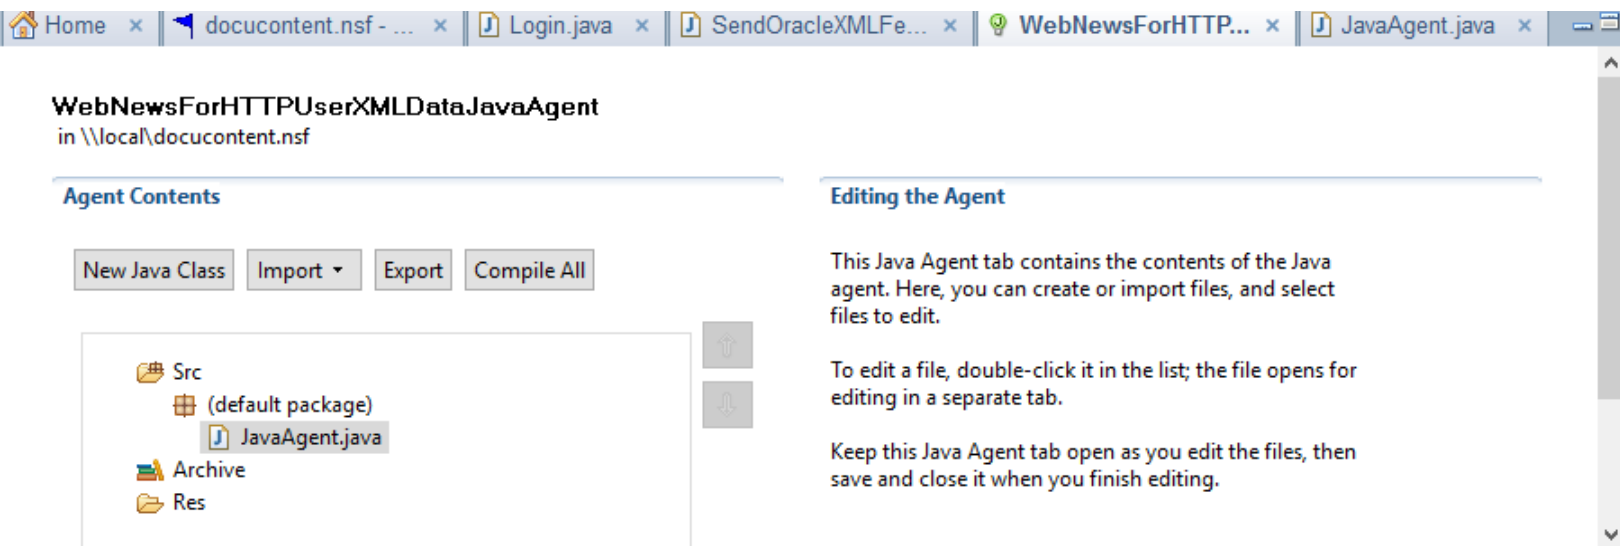 Home × docucontent.nsf - ... × Login.java × SendOracleXMLFe... × WebNewsForHTTP... × JavaAgent.java ×
WebNewsForHTTPUserXMLDataJavaAgent
in \\local\docucontent.nsf
Agent Contents
New Java Class Import Export Compile All
Src
(default package)
JavaAgent.java
Archive
Res
Editing the Agent
This Java Agent tab contains the contents of the Java
agent. Here, you can create or import files, and select
files to edit.
To edit a file, double-click it in the list; the file opens for
editing in a separate tab.
Keep this Java Agent tab open as you edit the files, then
save and close it when you finish editing.